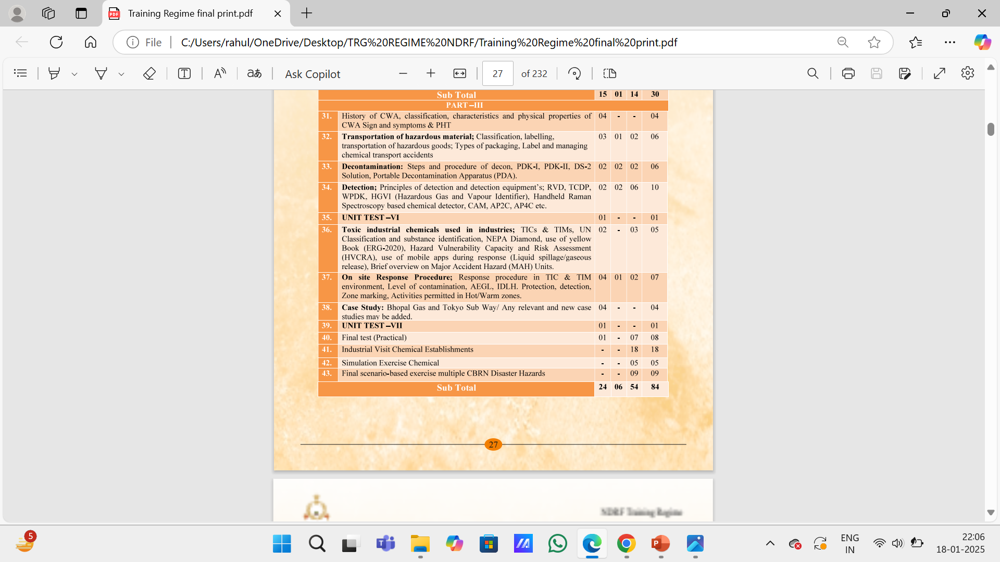 Training Regime final print.pdf
File
C:/Users/rahul/OneDrive/Desktop/TRG%20REGIME%20NDRF/Training%20Regime%20final%20print.pdf
Ask Copilot
27 of 232
Sub Total 15 01 14 30
PART –III
31. History of CWA, classification, characteristics and physical properties of 04 - - 04
CWA Sign and symptoms & PHT
32. Transportation of hazardous material; Classification, labelling, 03 01 02 06
transportation of hazardous goods; Types of packaging, Label and managing
chemical transport accidents
33. Decontamination: Steps and procedure of decon, PDK-I, PDK-II, DS-2 02 02 02 06
Solution, Portable Decontamination Apparatus (PDA).
34. Detection; Principles of detection and detection equipment’s; RVD, TCDP, 02 02 06 10
WPDK, HGVI (Hazardous Gas and Vapour Identifier), Handheld Raman
Spectroscopy based chemical detector, CAM, AP2C, AP4C etc.
35. UNIT TEST –VI 01 - - 01
36. Toxic industrial chemicals used in industries; TICs & TIMs, UN 02 - 03 05
Classification and substance identification, NEPA Diamond, use of yellow
Book (ERG-2020), Hazard Vulnerability Capacity and Risk Assessment
(HVCRA), use of mobile apps during response (Liquid spillage/gaseous
release), Brief overview on Major Accident Hazard (MAH) Units.
37. On site Response Procedure; Response procedure in TIC & TIM 04 01 02 07
environment, Level of contamination, AEGL, IDLH. Protection, detection,
Zone marking, Activities permitted in Hot/Warm zones.
38. Case Study: Bhopal Gas and Tokyo Sub Way/ Any relevant and new case 04 - - 04
studies may be added.
39. UNIT TEST –VII 01 - - 01
40. Final test (Practical) 01 - 07 08
41. Industrial Visit Chemical Establishments - - 18 18
42. Simulation Exercise Chemical - - 05 05
43. Final scenario-based exercise multiple CBRN Disaster Hazards - - 09 09
Sub Total 24 06 54 84
27
NDRF Training Regime
5
ENG
IN
22:06
18-01-2025